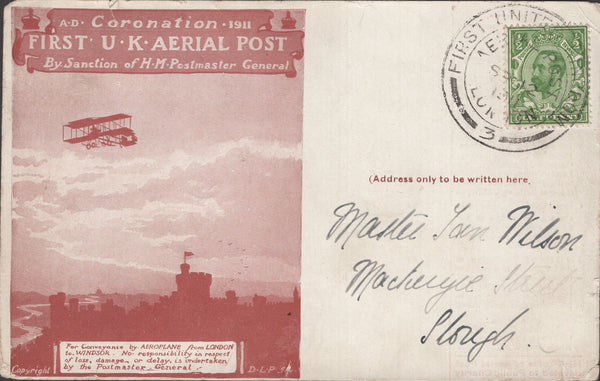 A.D. Coronation. 1911
FIRST U.K. AERIAL POST
By Sanction of H.M. Postmaster General
FIRST UNITED
LONDON
3
(Address only to be written here)
Master Ian Wilson
Mackenzie Street
Slough.
For Conveyance by AEROPLANE from LONDON
to WINDSOR. No responsibility in respect
of loss, damage, or delay, is undertaken
by the Postmaster General.
Copyright
D.L.P.